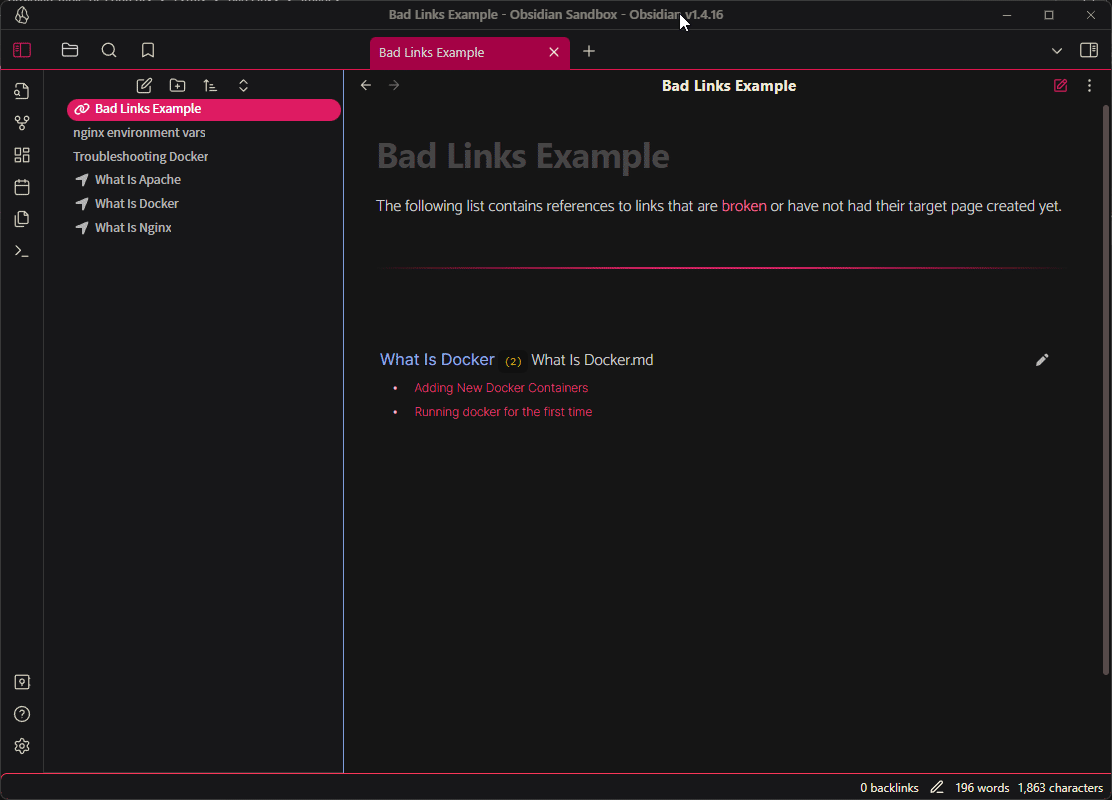 Bad Links Example - Obsidian Sandbox - Obsidian v1.4.16
Bad Links Example
Bad Links Example
Bad Links Example
nginx environment vars
Troubleshooting Docker
What Is Apache
What Is Docker
What Is Nginx
Bad Links Example
The following list contains references to links that are broken or have not had their target page created yet.
What Is Docker (2) What Is Docker.md
• Adding New Docker Containers
• Running docker for the first time
0 backlinks 196 words 1,863 characters